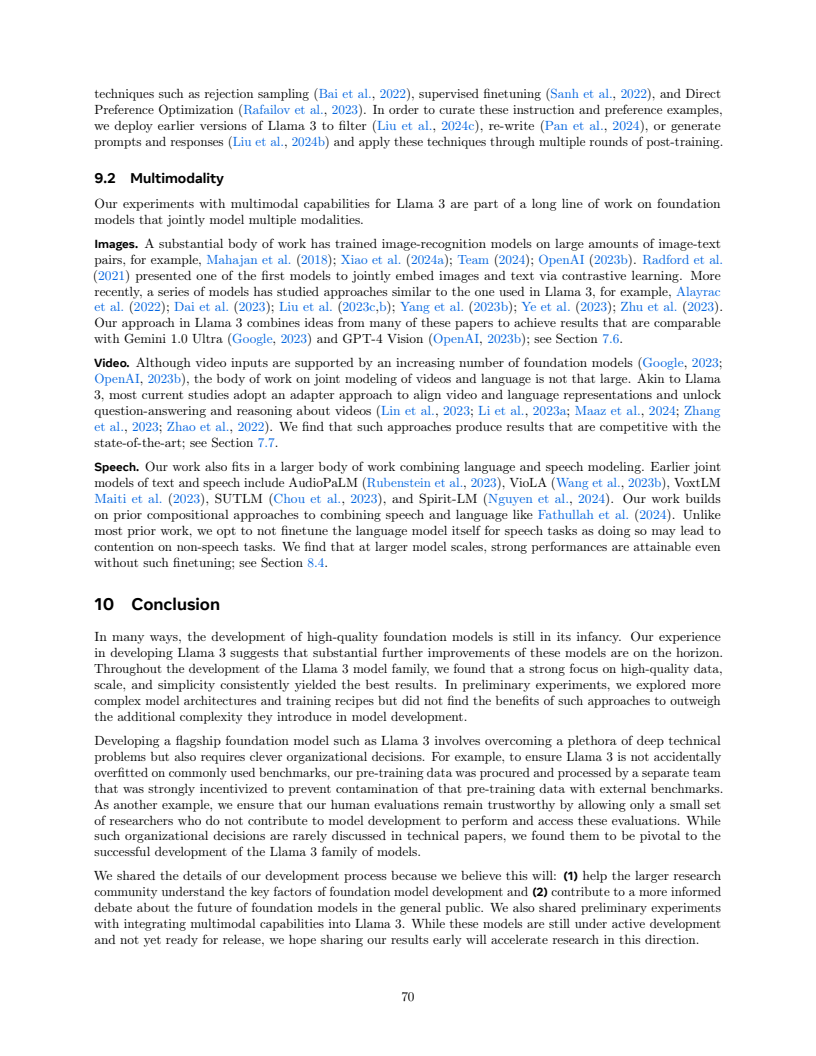 techniques such as rejection sampling (Bai et al., 2022), supervised finetuning (Sanh et al., 2022), and Direct
Preference Optimization (Rafailov et al., 2023). In order to curate these instruction and preference examples,
we deploy earlier versions of Llama 3 to filter (Liu et al., 2024c), re-write (Pan et al., 2024), or generate
prompts and responses (Liu et al., 2024b) and apply these techniques through multiple rounds of post-training.
9.2 Multimodality
Our experiments with multimodal capabilities for Llama 3 are part of a long line of work on foundation
models that jointly model multiple modalities.
Images. A substantial body of work has trained image-recognition models on large amounts of image-text
pairs, for example, Mahajan et al. (2018); Xiao et al. (2024a); Team (2024); OpenAI (2023b). Radford et al.
(2021) presented one of the first models to jointly embed images and text via contrastive learning. More
recently, a series of models has studied approaches similar to the one used in Llama 3, for example, Alayrac
et al. (2022); Dai et al. (2023); Liu et al. (2023c,b); Yang et al. (2023b); Ye et al. (2023); Zhu et al. (2023).
Our approach in Llama 3 combines ideas from many of these papers to achieve results that are comparable
with Gemini 1.0 Ultra (Google, 2023) and GPT-4 Vision (OpenAI, 2023b); see Section 7.6.
Video. Although video inputs are supported by an increasing number of foundation models (Google, 2023;
OpenAI, 2023b), the body of work on joint modeling of videos and language is not that large. Akin to Llama
3, most current studies adopt an adapter approach to align video and language representations and unlock
question-answering and reasoning about videos (Lin et al., 2023; Li et al., 2023a; Maaz et al., 2024; Zhang
et al., 2023; Zhao et al., 2022). We find that such approaches produce results that are competitive with the
state-of-the-art; see Section 7.7.
Speech. Our work also fits in a larger body of work combining language and speech modeling. Earlier joint
models of text and speech include AudioPaLM (Rubenstein et al., 2023), VioLA (Wang et al., 2023b), VoxtLM
Maiti et al. (2023), SUTLM (Chou et al., 2023), and Spirit-LM (Nguyen et al., 2024). Our work builds
on prior compositional approaches to combining speech and language like Fathullah et al. (2024). Unlike
most prior work, we opt to not finetune the language model itself for speech tasks as doing so may lead to
contention on non-speech tasks. We find that at larger model scales, strong performances are attainable even
without such finetuning; see Section 8.4.
10 Conclusion
In many ways, the development of high-quality foundation models is still in its infancy. Our experience
in developing Llama 3 suggests that substantial further improvements of these models are on the horizon.
Throughout the development of the Llama 3 model family, we found that a strong focus on high-quality data,
scale, and simplicity consistently yielded the best results. In preliminary experiments, we explored more
complex model architectures and training recipes but did not find the benefits of such approaches to outweigh
the additional complexity they introduce in model development.
Developing a flagship foundation model such as Llama 3 involves overcoming a plethora of deep technical
problems but also requires clever organizational decisions. For example, to ensure Llama 3 is not accidentally
overfitted on commonly used benchmarks, our pre-training data was procured and processed by a separate team
that was strongly incentivized to prevent contamination of that pre-training data with external benchmarks.
As another example, we ensure that our human evaluations remain trustworthy by allowing only a small set
of researchers who do not contribute to model development to perform and access these evaluations. While
such organizational decisions are rarely discussed in technical papers, we found them to be pivotal to the
successful development of the Llama 3 family of models.
We shared the details of our development process because we believe this will: (1) help the larger research
community understand the key factors of foundation model development and (2) contribute to a more informed
debate about the future of foundation models in the general public. We also shared preliminary experiments
with integrating multimodal capabilities into Llama 3. While these models are still under active development
and not yet ready for release, we hope sharing our results early will accelerate research in this direction.
70